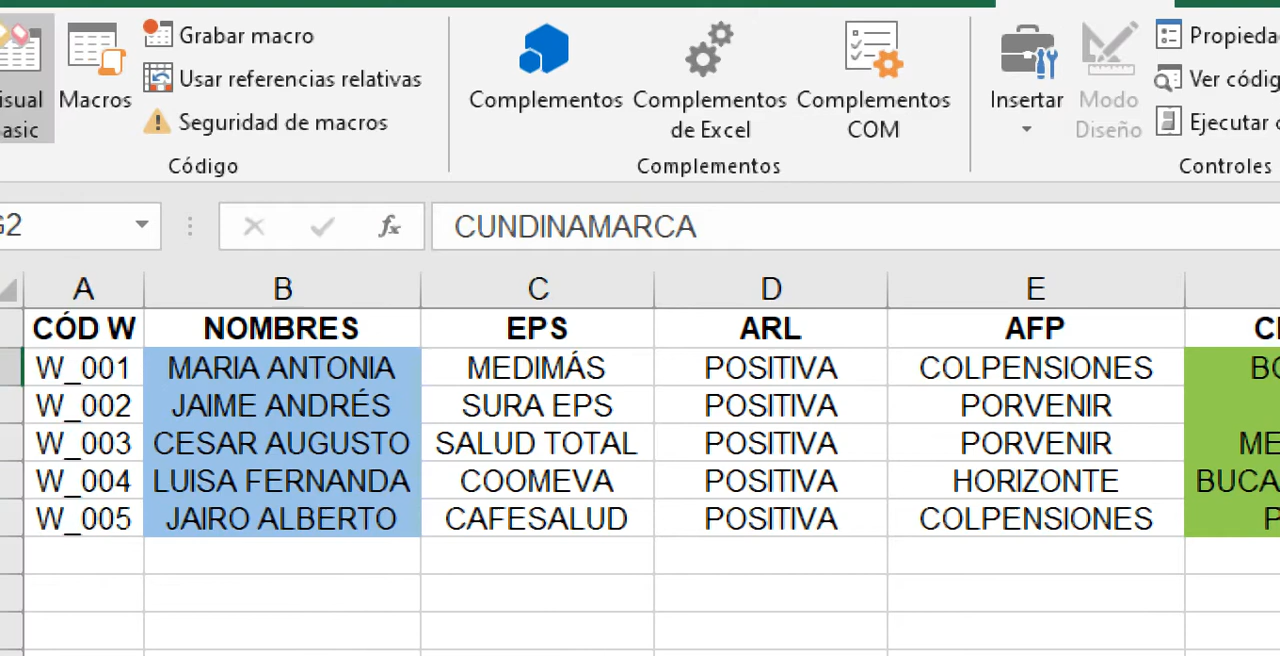 Grabar macro
Usar referencias relativas
Seguridad de macros
Macros
Código
Complementos
Complementos de Excel
Complementos COM
Complementos
Insertar
Modo Diseño
Ver
Ejecutar
Controles
CUNDINAMARCA
A B C D E
CÓD W NOMBRES EPS ARL AFP
W_001 MARIA ANTONIA MEDIMÁS POSITIVA COLPENSIONES
W_002 JAIME ANDRÉS SURA EPS POSITIVA PORVENIR
W_003 CESAR AUGUSTO SALUD TOTAL POSITIVA PORVENIR
W_004 LUISA FERNANDA COOMEVA POSITIVA HORIZONTE
W_005 JAIRO ALBERTO CAFESALUD POSITIVA COLPENSIONES